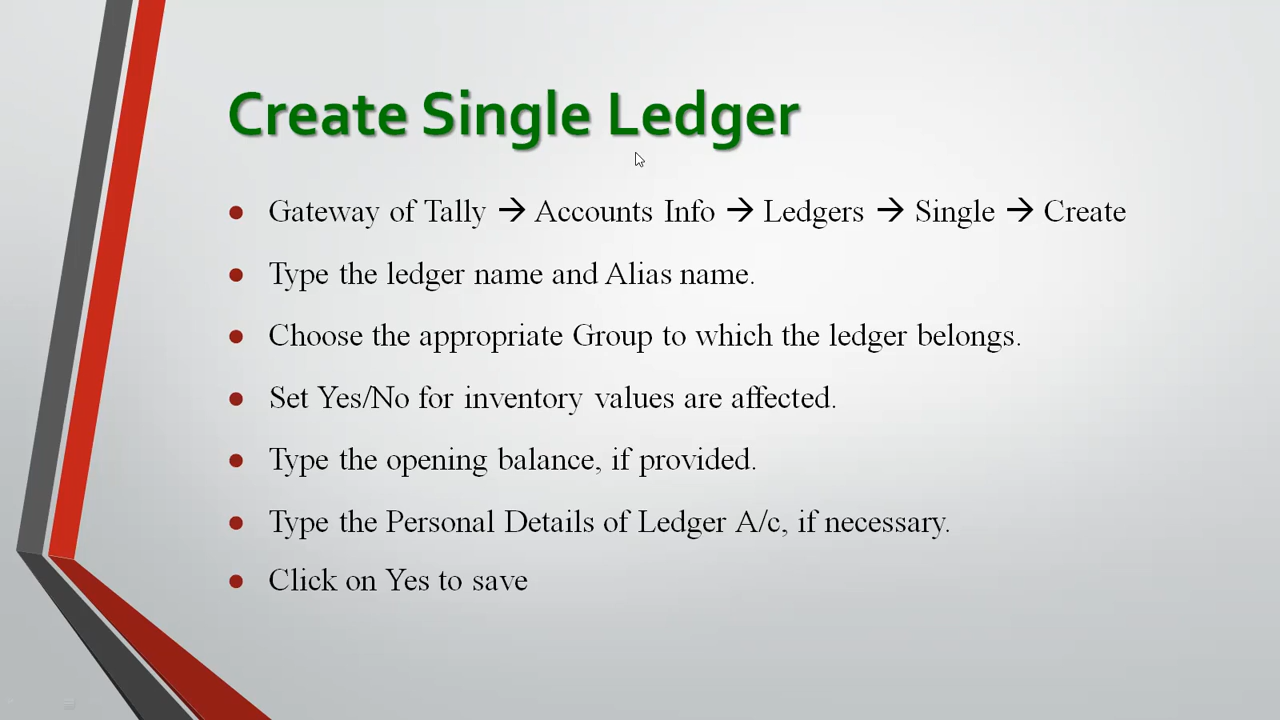 Create Single Ledger
● Gateway of Tally → Accounts Info → Ledgers → Single → Create
● Type the ledger name and Alias name.
● Choose the appropriate Group to which the ledger belongs.
● Set Yes/No for inventory values are affected.
● Type the opening balance, if provided.
● Type the Personal Details of Ledger A/c, if necessary.
● Click on Yes to save